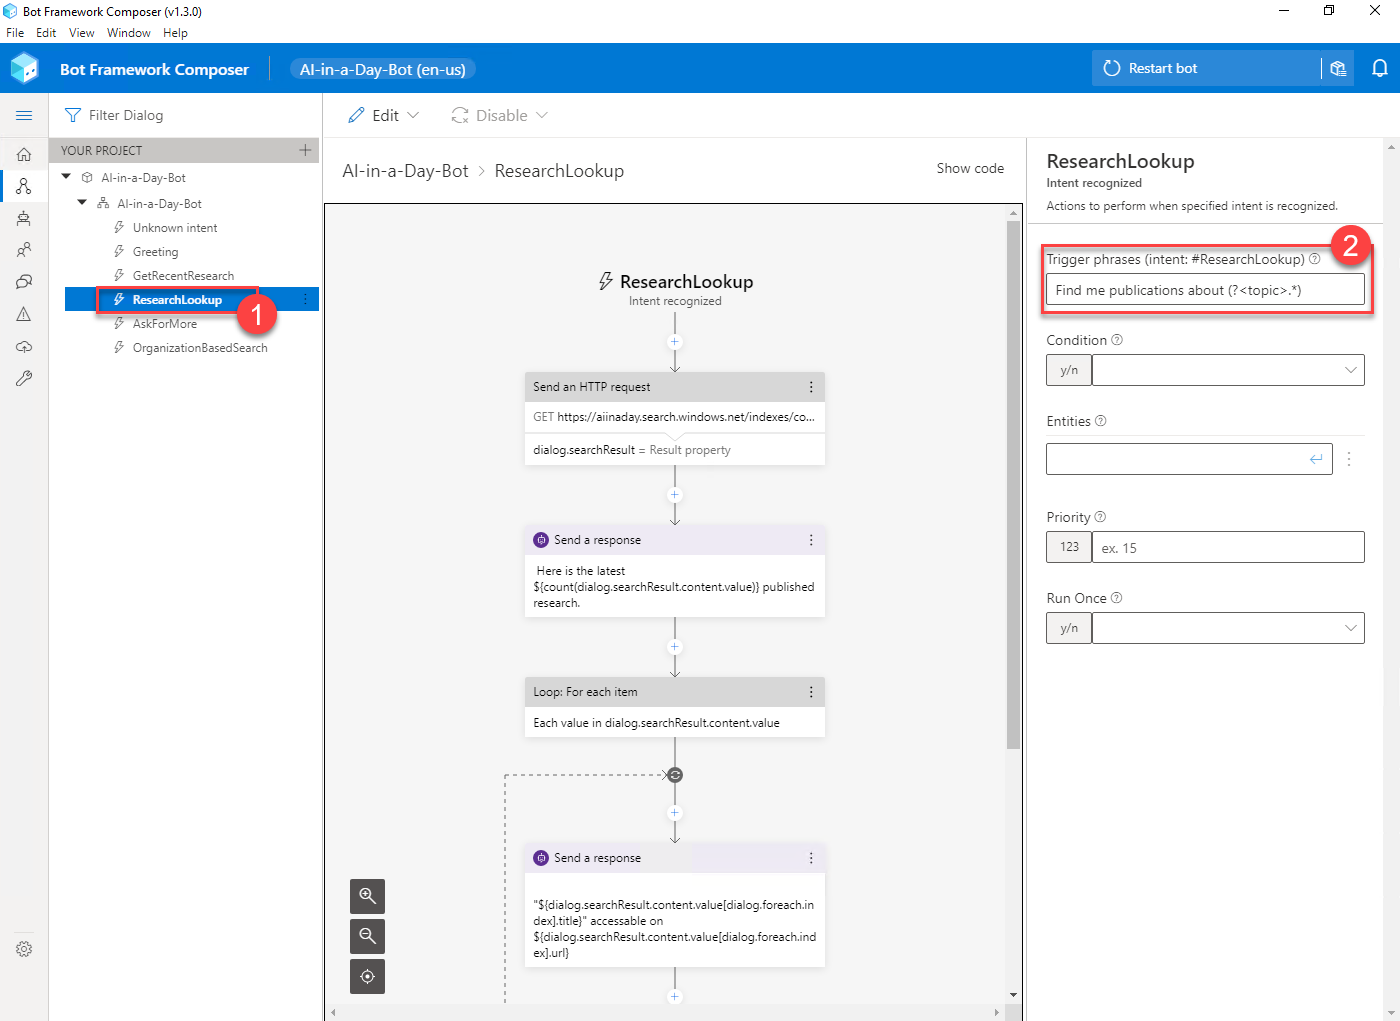 Bot Framework Composer (v1.3.0)
File Edit View Window Help
Bot Framework Composer
AI-in-a-Day-Bot (en-us)
Restart bot
Filter Dialog
Edit
Disable
YOUR PROJECT
AI-in-a-Day-Bot
AI-in-a-Day-Bot
Unknown intent
Greeting
GetRecentResearch
ResearchLookup
1
AskForMore
OrganizationBasedSearch
AI-in-a-Day-Bot > ResearchLookup
Show code
ResearchLookup
Intent recognized
Send an HTTP request
GET https://aiinaday.search.windows.net/indexes/co...
dialog.searchResult = Result property
Send a response
Here is the latest
${count(dialog.searchResult.content.value)} published
research.
Loop: For each item
Each value in dialog.searchResult.content.value
Send a response
"${dialog.searchResult.content.value[dialog.foreach.in
dex].title}" accessable on
${dialog.searchResult.content.value[dialog.foreach.ind
ex].url}
ResearchLookup
Intent recognized
Actions to perform when specified intent is recognized.
2
Trigger phrases (intent: #ResearchLookup)
Find me publications about (?<topic>.*)
Condition
y/n
Entities
Priority
123
ex. 15
Run Once
y/n